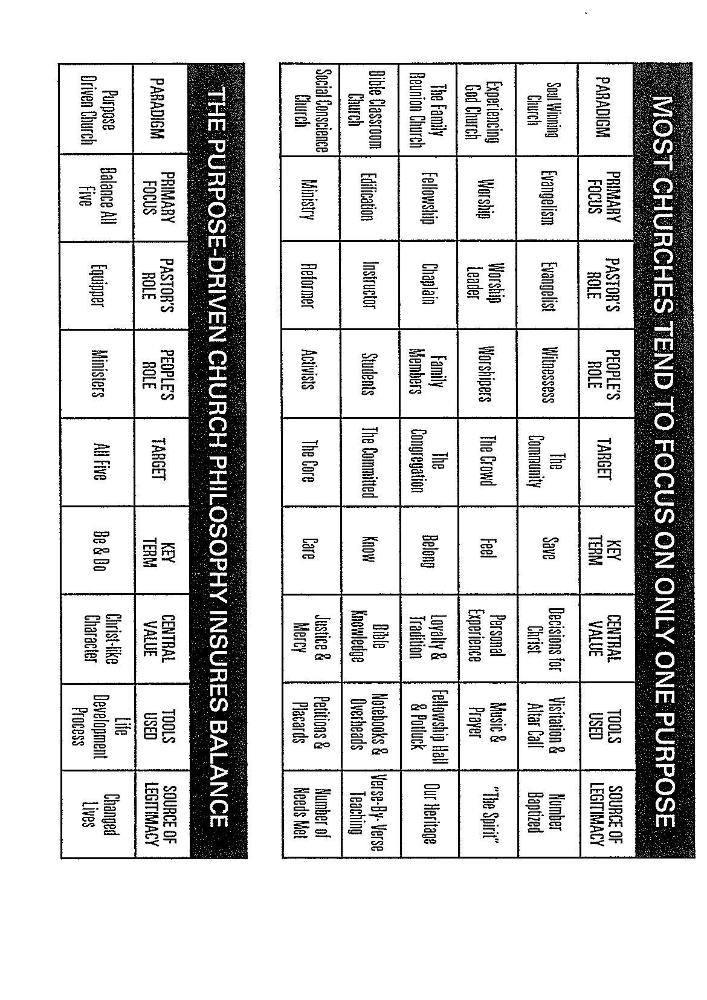 MOST CHURCHES TEND TO FOCUS ON ONLY ONE PURPOSE
PARADIGM
PRIMARY
FOCUS
PASTOR'S
ROLE
PEOPLE'S
ROLE
TARGET
KEY
TERM
CENTRAL
VALUE
TOOLS
USED
SOURCE OF
LEGITIMACY
Soul Winning
Church
Evangelism
Evangelist
Witnessess
The
Community
Save
Decisions for
Christ
Visitation &
Altar Call
Number
Baptized
Experiencing
God Church
Worship
Worship
Leader
Worshipers
The Crowd
Feel
Personal
Experience
Music &
Prayer
"The Spirit"
The Family
Reunion Church
Fellowship
Chaplain
Family
Members
The
Congregation
Belong
Loyalty &
Tradition
Fellowship Hall
& Potluck
Our Heritage
Bible Classroom
Church
Edification
Instructor
Students
The Committed
Know
Bible
Knowledge
Notebooks &
Overheads
Verse-By-Verse
Teaching
Social Conscience
Church
Ministry
Reformer
Activists
The Core
Care
Justice &
Mercy
Petitions &
Placards
Number of
Needs Met
THE PURPOSE-DRIVEN CHURCH PHILOSOPHY INSURES BALANCE
PARADIGM
PRIMARY
FOCUS
PASTOR'S
ROLE
PEOPLE'S
ROLE
TARGET
KEY
TERM
CENTRAL
VALUE
TOOLS
USED
SOURCE OF
LEGITIMACY
Purpose
Driven Church
Balance All
Five
Equipper
Ministers
All Five
Be & Do
Christ-like
Character
Life
Development
Process
Changed
Lives